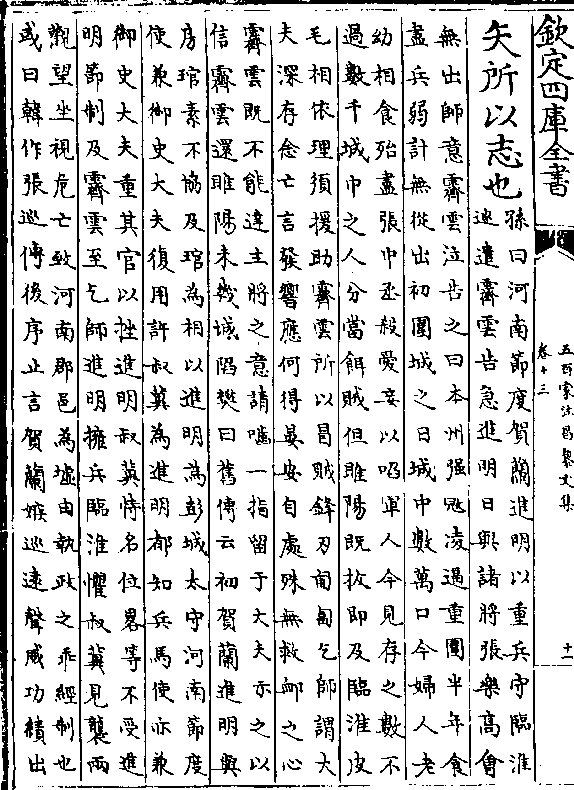 欽定四庫全書
五百家注昌黎文集
卷十三
十一
矢所以志也
孫曰河南節度賀蘭進明以重兵守臨淮
廵遣霽雲告急進明日與諸將張樂高㑹
無出師意霽雲泣告之曰本州强冦凌逼重圍半年食
盡兵弱計無從出初圍城之日城中數萬口今婦人老
幼相食殆盡張中丞殺愛妾以啗軍人今見存之數不
過數千城中之人分當餌賊但睢陽既拔即及臨淮皮
毛相依理須援助霽雲所以冒賊鋒刃匍匐乞師謂大
夫深存念亡言發響應何得晏安自處殊無救䘏之心
霽雲既不能達主將之意請嚙一指留于大夫示之以
信霽雲還睢陽未幾城陷樊曰舊傳云初賀蘭進明與
房琯素不協及琯為相以進明為彭城太守河南節度
使兼御史大夫復用許叔冀為進明都知兵馬使亦兼
御史大夫重其官以挫進明叔冀恃名位畧等不受進
明節制及霽雲至乞師進明擁兵臨淮懼叔冀見襲兩
觀望坐視危亡致河南郡邑為墟由執政之乖經制也
或曰韓作張廵傳後序止言賀蘭嫉廵逺聲威功績出